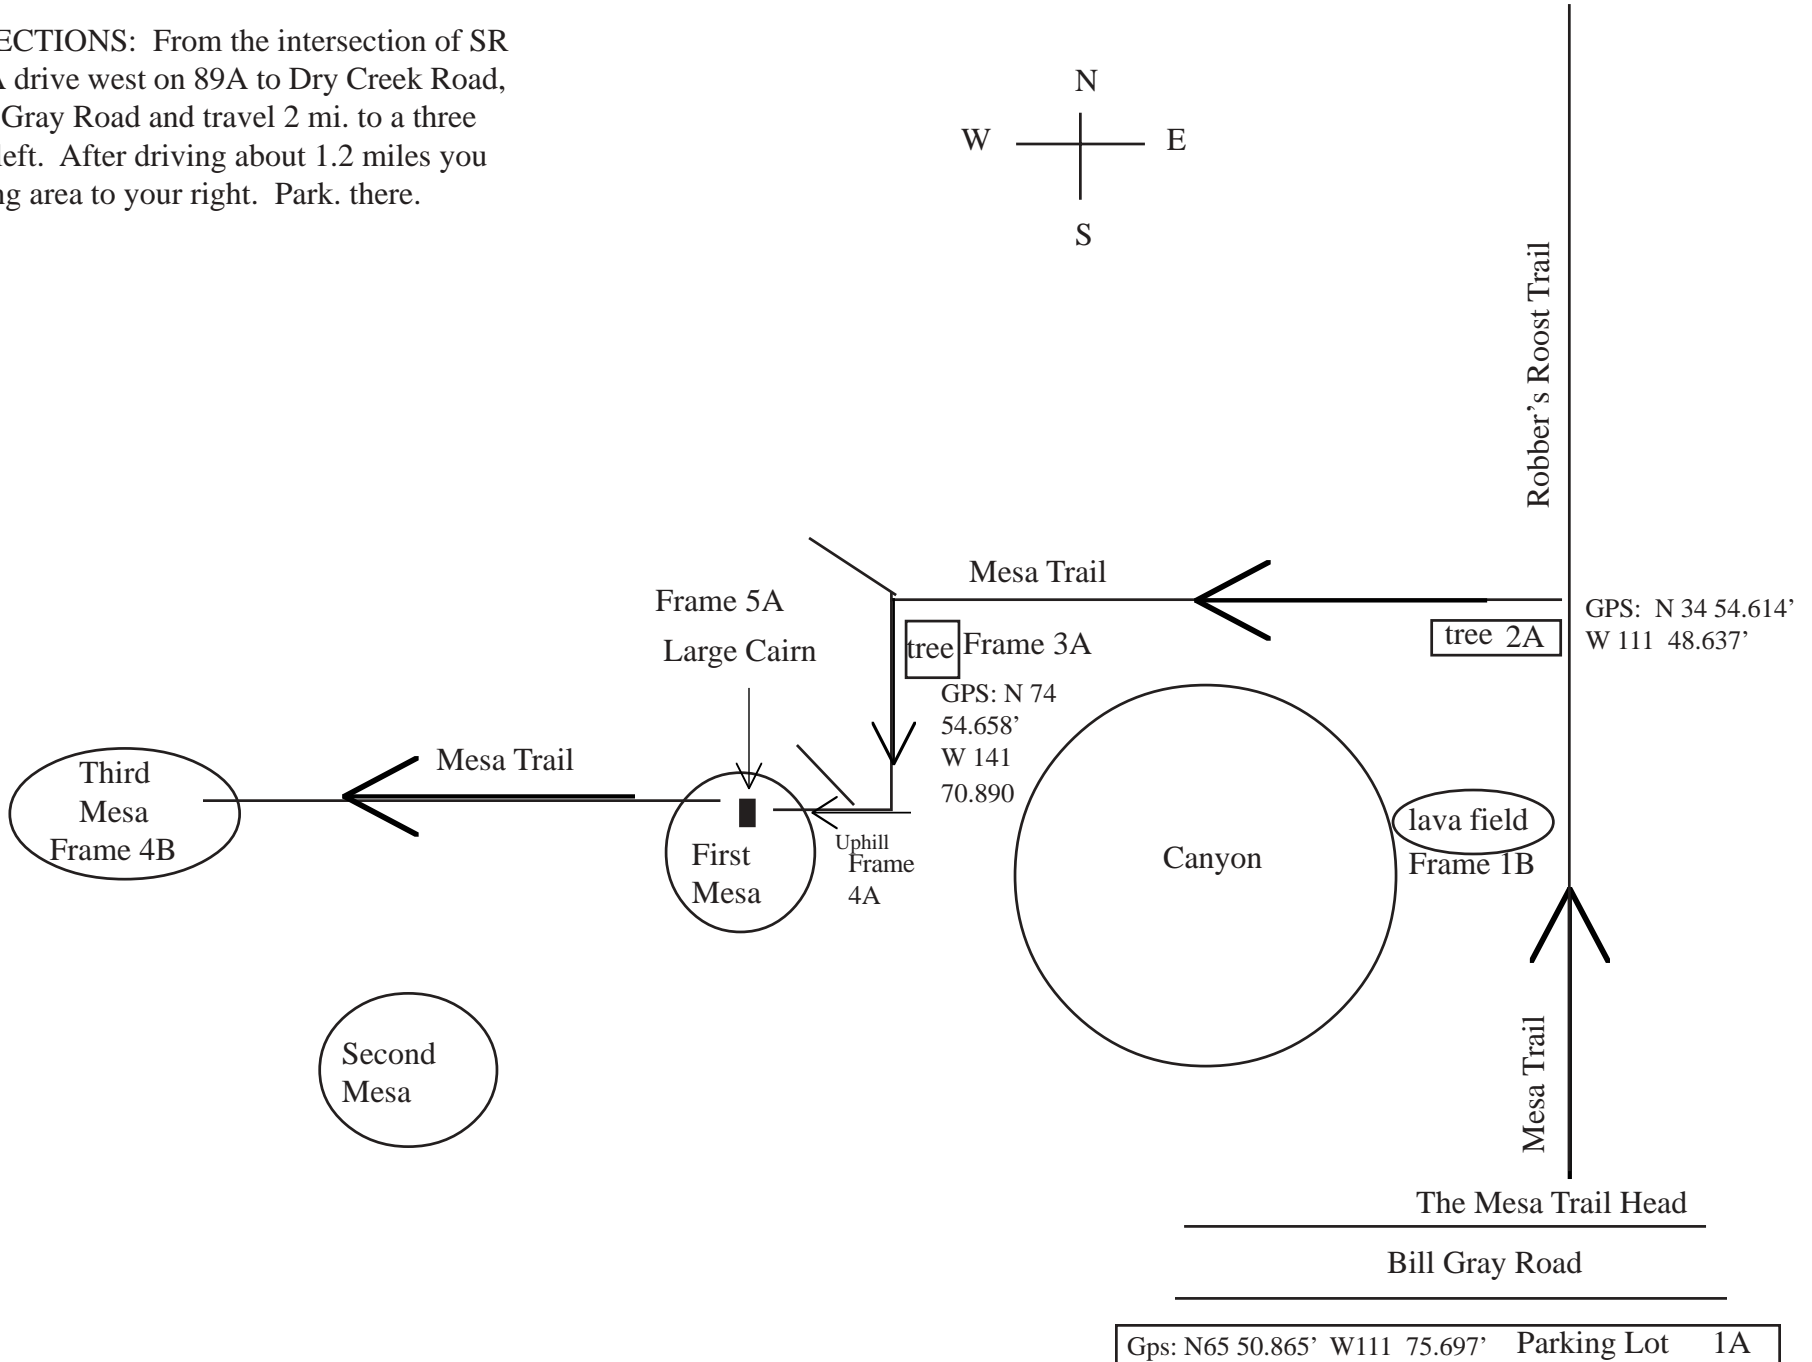 ECTIONS: From the intersection of SR
A drive west on 89A to Dry Creek Road,
Gray Road and travel 2 mi. to a three
left. After driving about 1.2 miles you
ng area to your right. Park. there.
N
W E
S
Robber’s Roost Trail
Mesa Trail
GPS: N 34 54.614’
W 111 48.637’
tree 2A
Frame 5A
Large Cairn
tree Frame 3A
GPS: N 74
54.658’
W 141
70.890
Mesa Trail
Third
Mesa
Frame 4B
First
Mesa
Uphill
Frame
4A
Canyon
lava field
Frame 1B
Second
Mesa
Mesa Trail
The Mesa Trail Head
Bill Gray Road
Gps: N65 50.865’ W111 75.697’ Parking Lot 1A